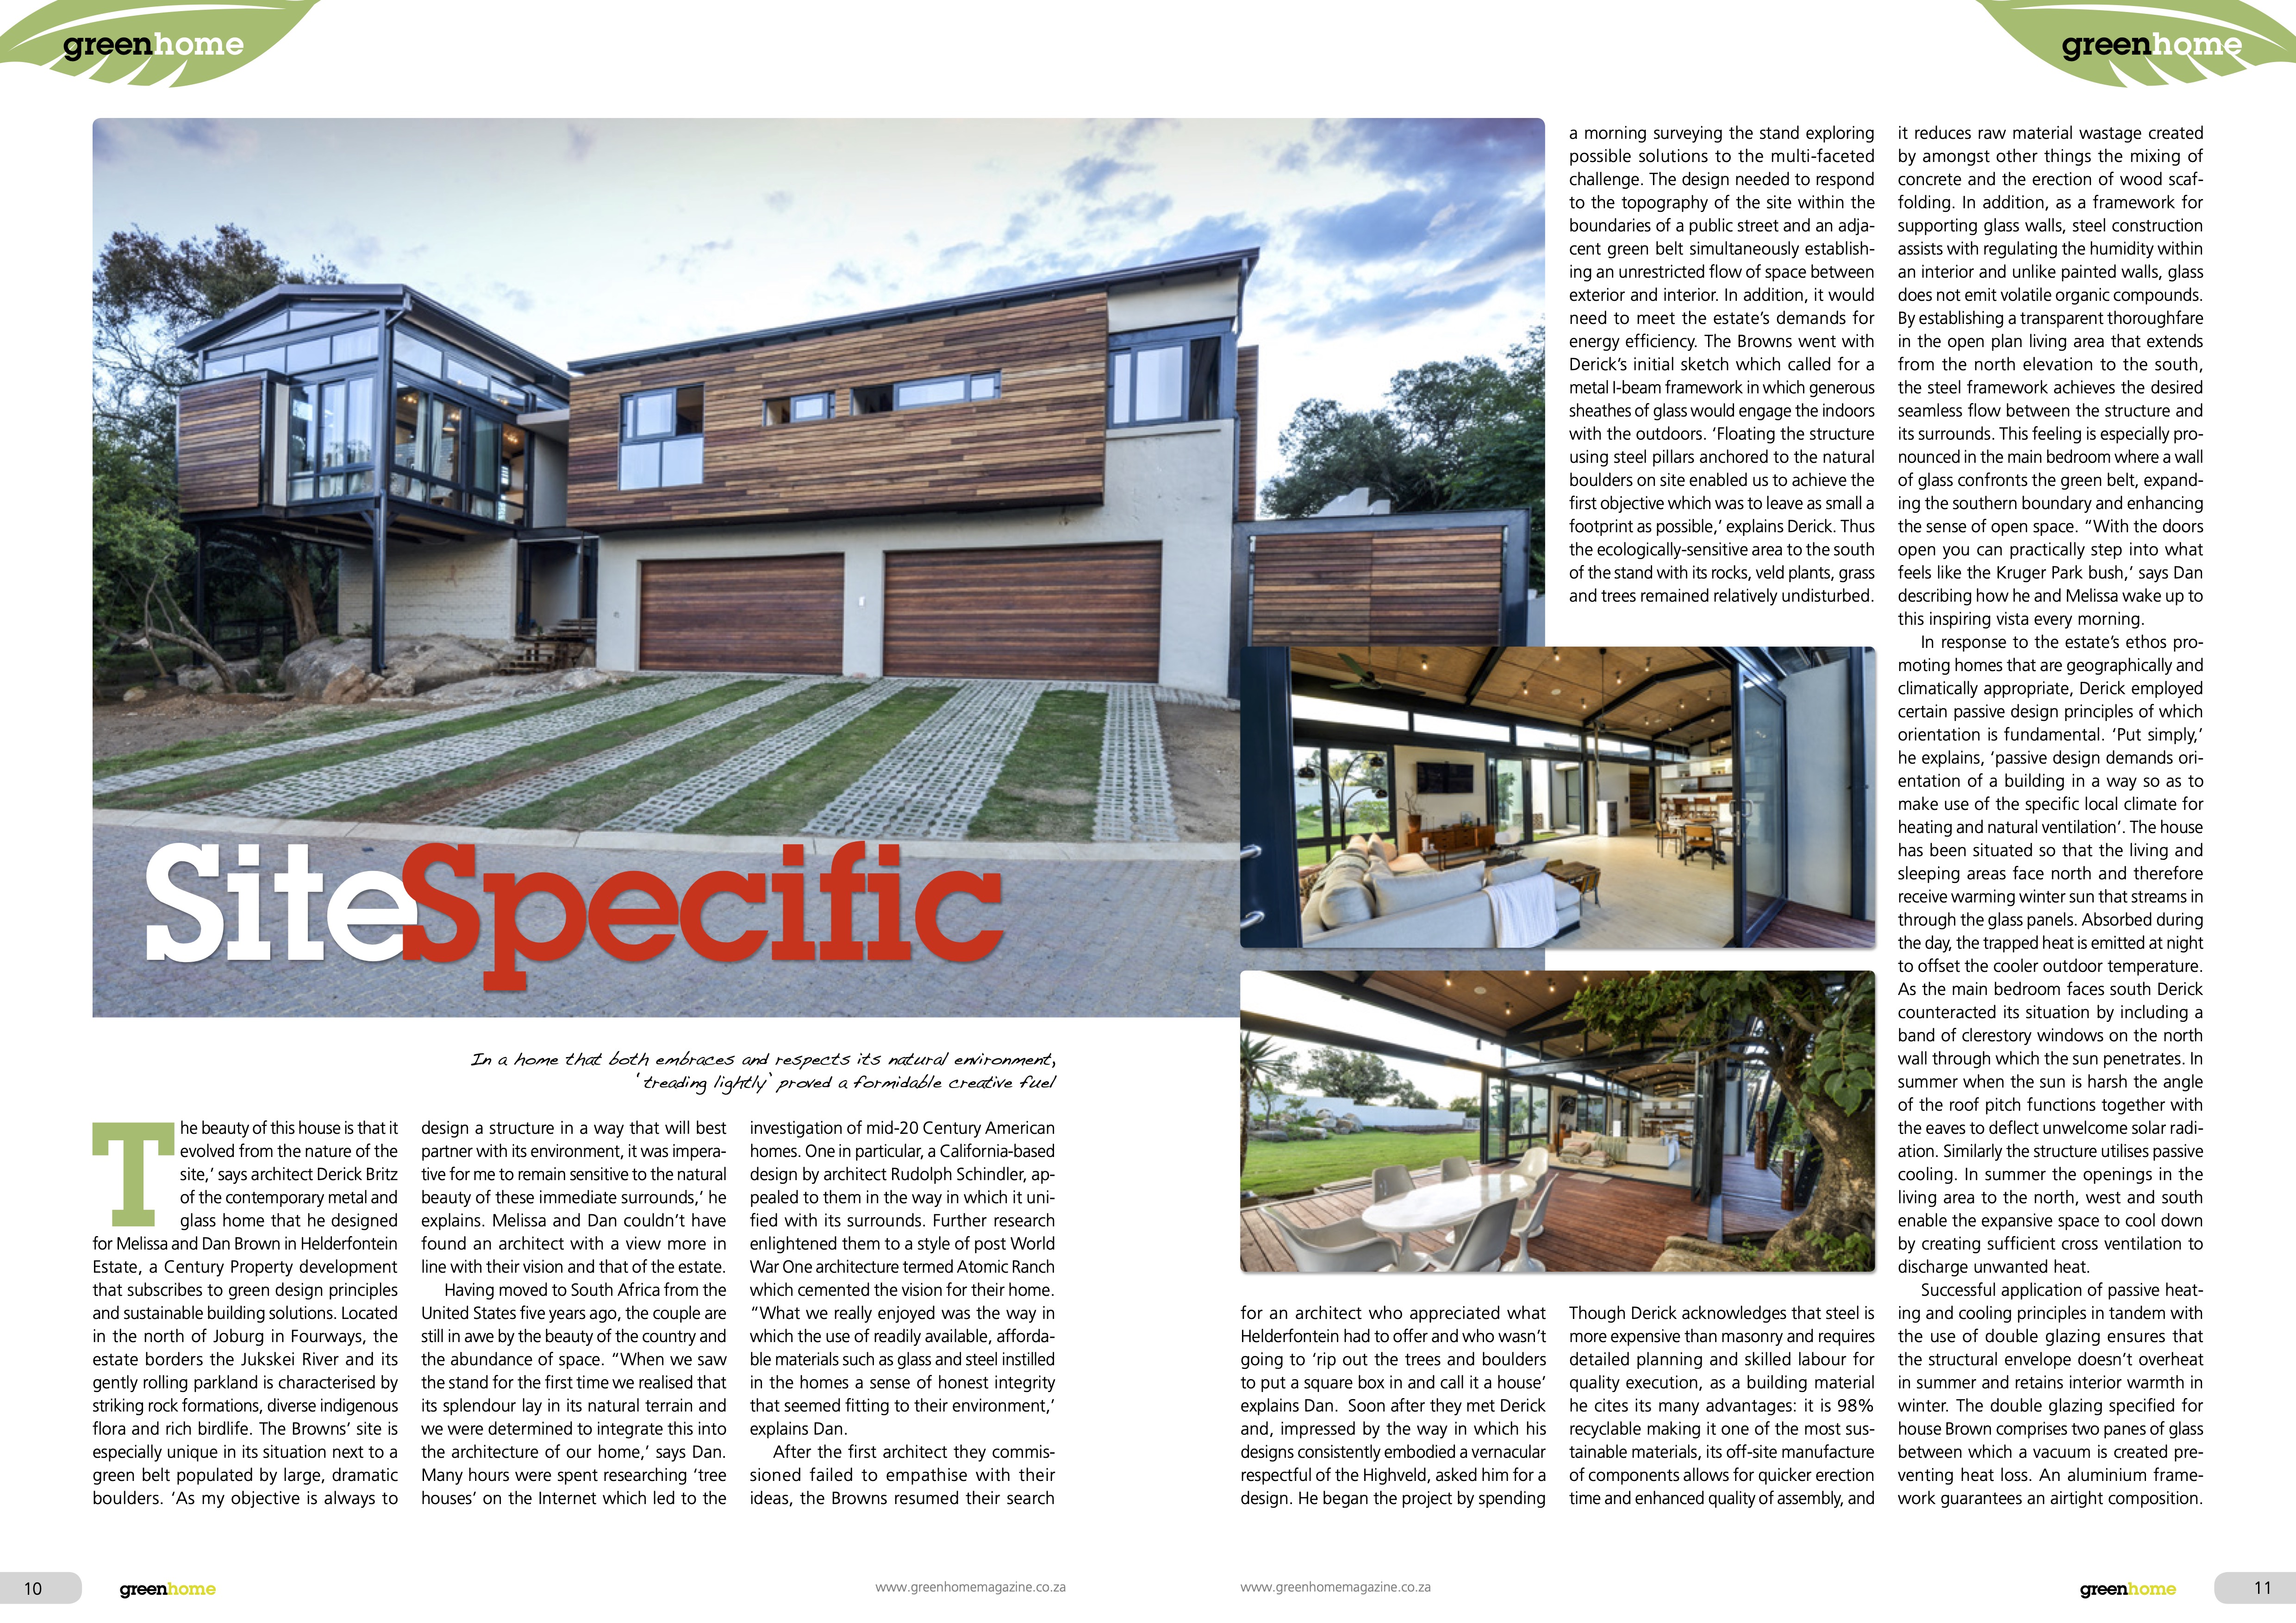 greenhome
greenhome
SiteSpecific
In a home that both embraces and respects its natural environment,
‘treading lightly‘ proved a formidable creative fuel
The beauty of this house is that it
evolved from the nature of the
site,’ says architect Derick Britz
of the contemporary metal and
glass home that he designed
for Melissa and Dan Brown in Helderfontein
Estate, a Century Property development
that subscribes to green design principles
and sustainable building solutions. Located
in the north of Joburg in Fourways, the
estate borders the Jukskei River and its
gently rolling parkland is characterised by
striking rock formations, diverse indigenous
flora and rich birdlife. The Browns’ site is
especially unique in its situation next to a
green belt populated by large, dramatic
boulders. ‘As my objective is always to
design a structure in a way that will best
partner with its environment, it was impera-
tive for me to remain sensitive to the natural
beauty of these immediate surrounds,’ he
explains. Melissa and Dan couldn’t have
found an architect with a view more in
line with their vision and that of the estate.
Having moved to South Africa from the
United States five years ago, the couple are
still in awe by the beauty of the country and
the abundance of space. “When we saw
the stand for the first time we realised that
its splendour lay in its natural terrain and
we were determined to integrate this into
the architecture of our home,’ says Dan.
Many hours were spent researching ‘tree
houses’ on the Internet which led to the
investigation of mid-20 Century American
homes. One in particular, a California-based
design by architect Rudolph Schindler, ap-
pealed to them in the way in which it uni-
fied with its surrounds. Further research
enlightened them to a style of post World
War One architecture termed Atomic Ranch
which cemented the vision for their home.
“What we really enjoyed was the way in
which the use of readily available, afforda-
ble materials such as glass and steel instilled
in the homes a sense of honest integrity
that seemed fitting to their environment,’
explains Dan.
After the first architect they commis-
sioned failed to empathise with their
ideas, the Browns resumed their search
for an architect who appreciated what
Helderfontein had to offer and who wasn’t
going to ‘rip out the trees and boulders
to put a square box in and call it a house’
explains Dan. Soon after they met Derick
and, impressed by the way in which his
designs consistently embodied a vernacular
respectful of the Highveld, asked him for a
design. He began the project by spending
a morning surveying the stand exploring
possible solutions to the multi-faceted
challenge. The design needed to respond
to the topography of the site within the
boundaries of a public street and an adja-
cent green belt simultaneously establish-
ing an unrestricted flow of space between
exterior and interior. In addition, it would
need to meet the estate’s demands for
energy efficiency. The Browns went with
Derick’s initial sketch which called for a
metal I-beam framework in which generous
sheathes of glass would engage the indoors
with the outdoors. ‘Floating the structure
using steel pillars anchored to the natural
boulders on site enabled us to achieve the
first objective which was to leave as small a
footprint as possible,’ explains Derick. Thus
the ecologically-sensitive area to the south
of the stand with its rocks, veld plants, grass
and trees remained relatively undisturbed.
Though Derick acknowledges that steel is
more expensive than masonry and requires
detailed planning and skilled labour for
quality execution, as a building material
he cites its many advantages: it is 98%
recyclable making it one of the most sus-
tainable materials, its off-site manufacture
of components allows for quicker erection
time and enhanced quality of assembly, and
it reduces raw material wastage created
by amongst other things the mixing of
concrete and the erection of wood scaf-
folding. In addition, as a framework for
supporting glass walls, steel construction
assists with regulating the humidity within
an interior and unlike painted walls, glass
does not emit volatile organic compounds.
By establishing a transparent thoroughfare
in the open plan living area that extends
from the north elevation to the south,
the steel framework achieves the desired
seamless flow between the structure and
its surrounds. This feeling is especially pro-
nounced in the main bedroom where a wall
of glass confronts the green belt, expand-
ing the southern boundary and enhancing
the sense of open space. “With the doors
open you can practically step into what
feels like the Kruger Park bush,’ says Dan
describing how he and Melissa wake up to
this inspiring vista every morning.
In response to the estate’s ethos pro-
moting homes that are geographically and
climatically appropriate, Derick employed
certain passive design principles of which
orientation is fundamental. ‘Put simply,’
he explains, ‘passive design demands ori-
entation of a building in a way so as to
make use of the specific local climate for
heating and natural ventilation’. The house
has been situated so that the living and
sleeping areas face north and therefore
receive warming winter sun that streams in
through the glass panels. Absorbed during
the day, the trapped heat is emitted at night
to offset the cooler outdoor temperature.
As the main bedroom faces south Derick
counteracted its situation by including a
band of clerestory windows on the north
wall through which the sun penetrates. In
summer when the sun is harsh the angle
of the roof pitch functions together with
the eaves to deflect unwelcome solar radi-
ation. Similarly the structure utilises passive
cooling. In summer the openings in the
living area to the north, west and south
enable the expansive space to cool down
by creating sufficient cross ventilation to
discharge unwanted heat.
Successful application of passive heat-
ing and cooling principles in tandem with
the use of double glazing ensures that
the structural envelope doesn’t overheat
in summer and retains interior warmth in
winter. The double glazing specified for
house Brown comprises two panes of glass
between which a vacuum is created pre-
venting heat loss. An aluminium frame-
work guarantees an airtight composition.
10
greenhome
www.greenhomemagazine.co.za
www.greenhomemagazine.co.za
greenhome
11